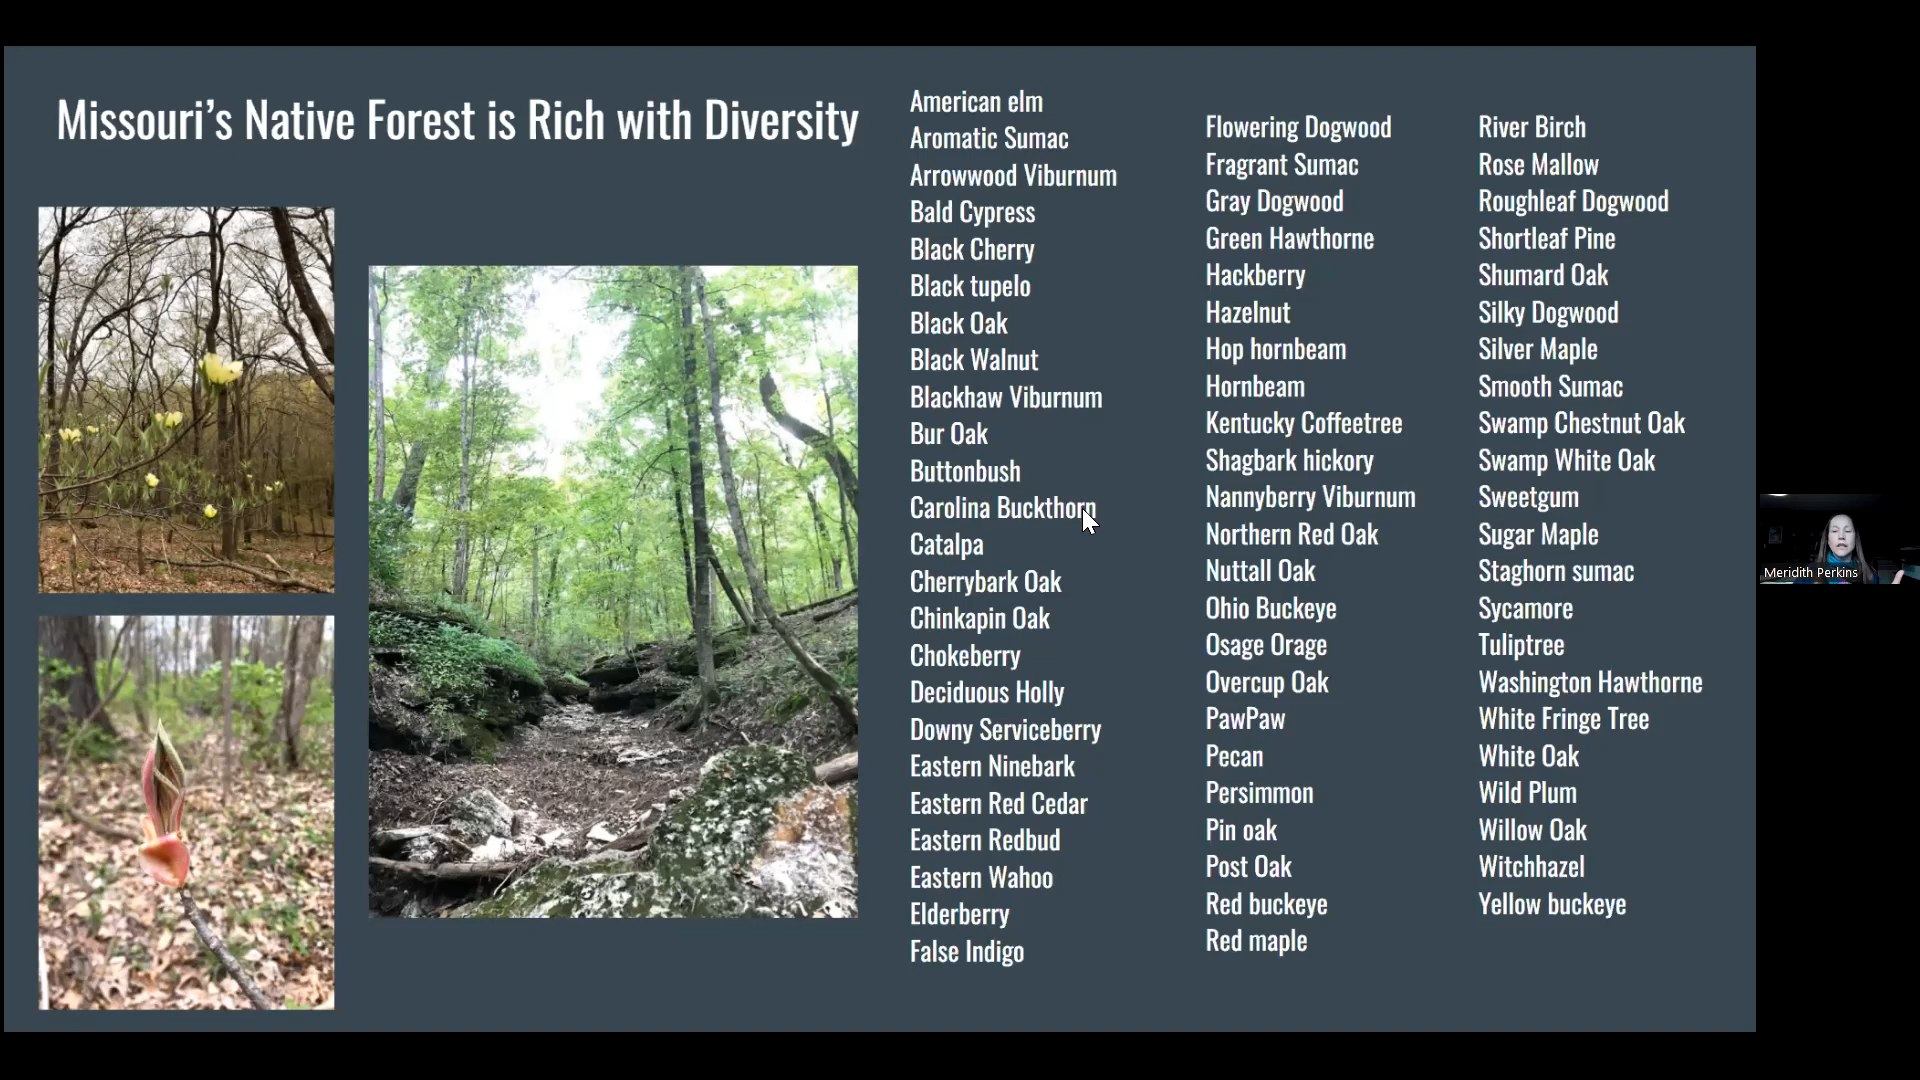 Missouri’s Native Forest is Rich with Diversity
American elm
Aromatic Sumac
Arrowwood Viburnum
Bald Cypress
Black Cherry
Black tupelo
Black Oak
Black Walnut
Blackhaw Viburnum
Bur Oak
Buttonbush
Carolina Buckthorn
Catalpa
Cherrybark Oak
Chinkapin Oak
Chokeberry
Deciduous Holly
Downy Serviceberry
Eastern Ninebark
Eastern Red Cedar
Eastern Redbud
Eastern Wahoo
Elderberry
False Indigo
Flowering Dogwood
Fragrant Sumac
Gray Dogwood
Green Hawthorne
Hackberry
Hazelnut
Hop hornbeam
Hornbeam
Kentucky Coffeetree
Shagbark hickory
Nannyberry Viburnum
Northern Red Oak
Nuttall Oak
Ohio Buckeye
Osage Orage
Overcup Oak
PawPaw
Pecan
Persimmon
Pin oak
Post Oak
Red buckeye
Red maple
River Birch
Rose Mallow
Roughleaf Dogwood
Shortleaf Pine
Shumard Oak
Silky Dogwood
Silver Maple
Smooth Sumac
Swamp Chestnut Oak
Swamp White Oak
Sweetgum
Sugar Maple
Staghorn sumac
Sycamore
Tuliptree
Washington Hawthorne
White Fringe Tree
White Oak
Wild Plum
Willow Oak
Witchhazel
Yellow buckeye
Meridith Perkins